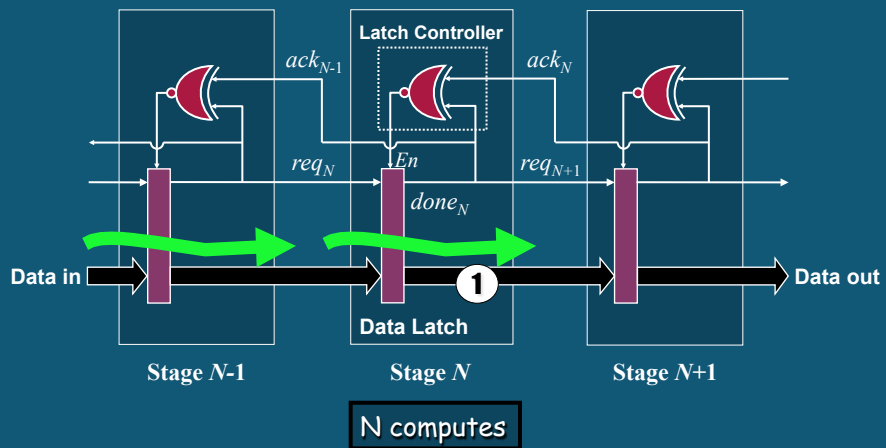 Latch Controller
ack_{N-1}
ack_N
En
req_N
req_{N+1}
done_N
Data in
1
Data out
Data Latch
Stage N-1
Stage N
Stage N+1
N computes